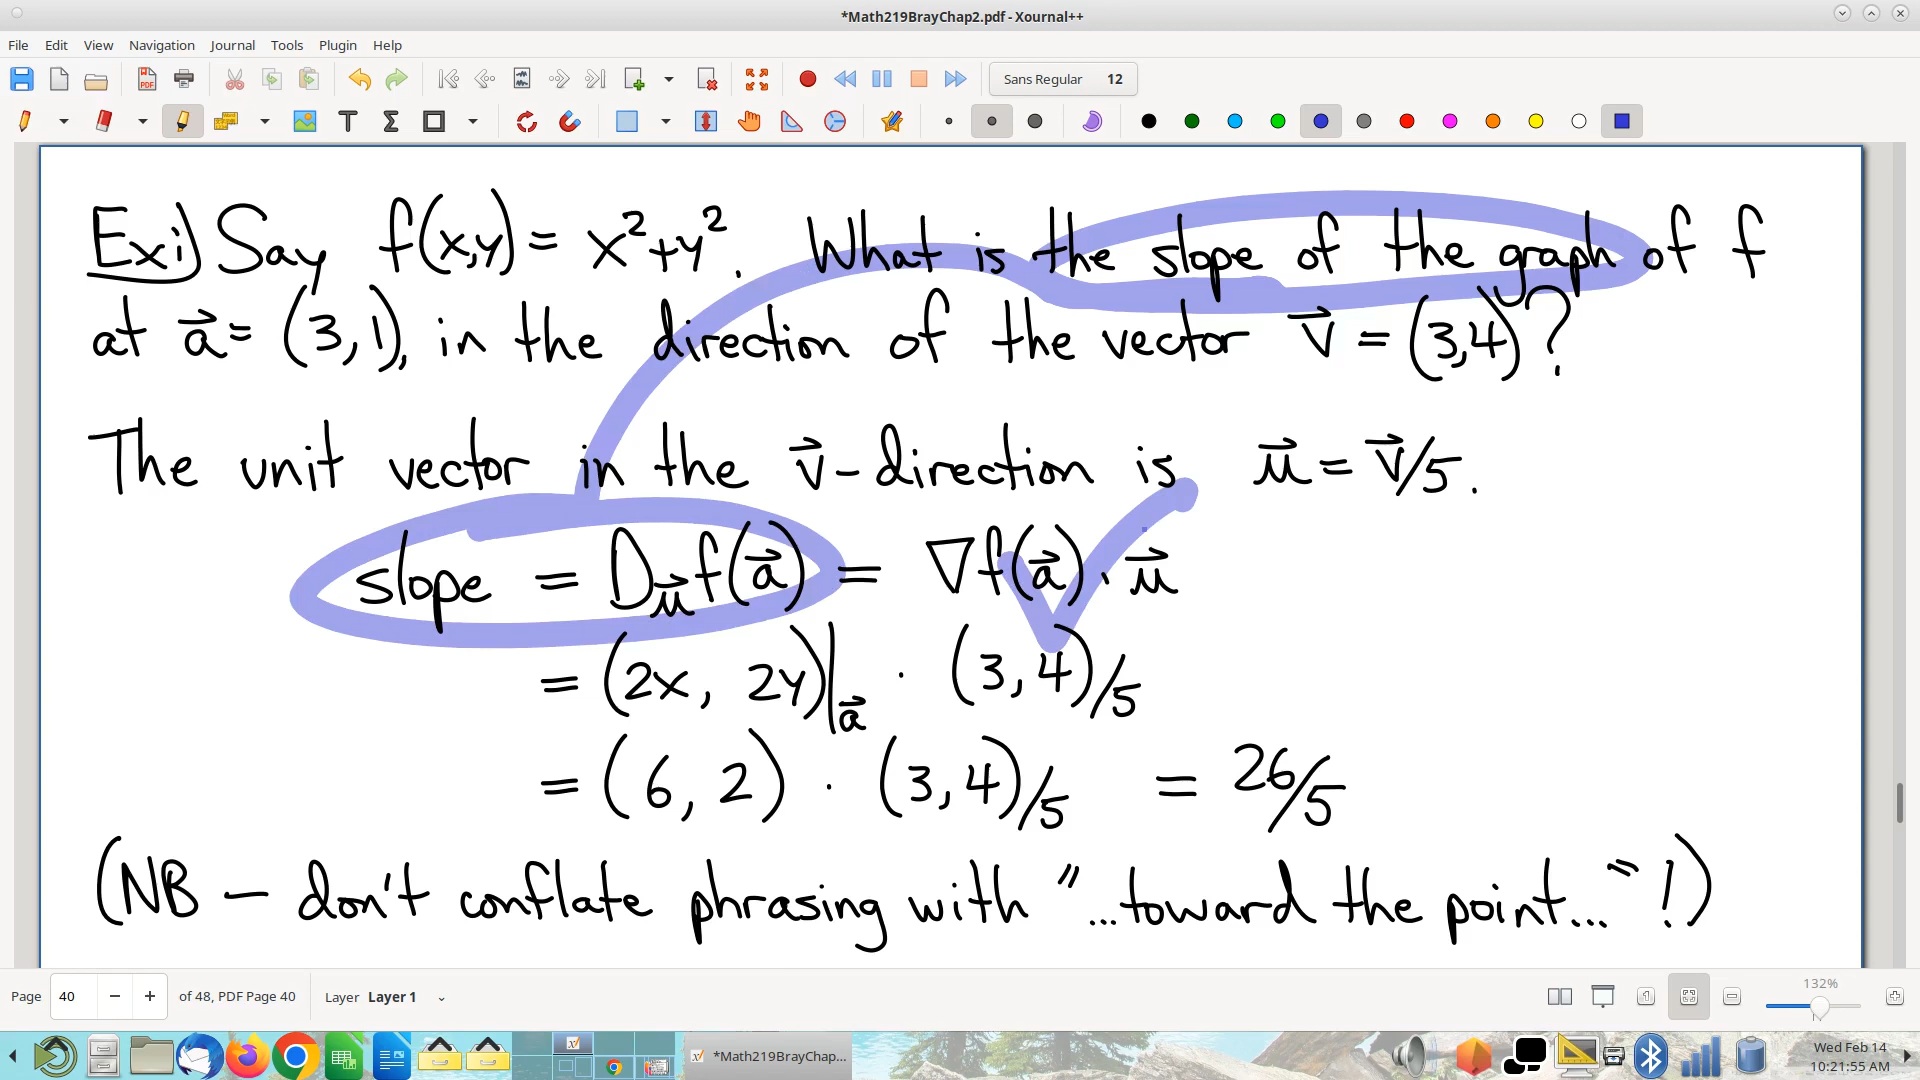 *Math219BrayChap2.pdf - Xournal++
File Edit View Navigation Journal Tools Plugin Help
Sans Regular 12
Ex:) Say f(x,y) = x²+y². What is the slope of the graph of f
at a⃗ = (3,1), in the direction of the vector v⃗ = (3,4)?
The unit vector in the v⃗-direction is u⃗ = v⃗/5.
slope = D_u⃗ f(a⃗) = ∇f(a⃗) · u⃗
= (2x, 2y)|_a⃗ · (3,4)/5
= (6, 2) · (3,4)/5 = 26/5
(NB — don't conflate phrasing with "...toward the point..."!)
Page 40 of 48, PDF Page 40 Layer Layer 1 132%
*Math219BrayChap...
Wed Feb 14
10:21:55 AM